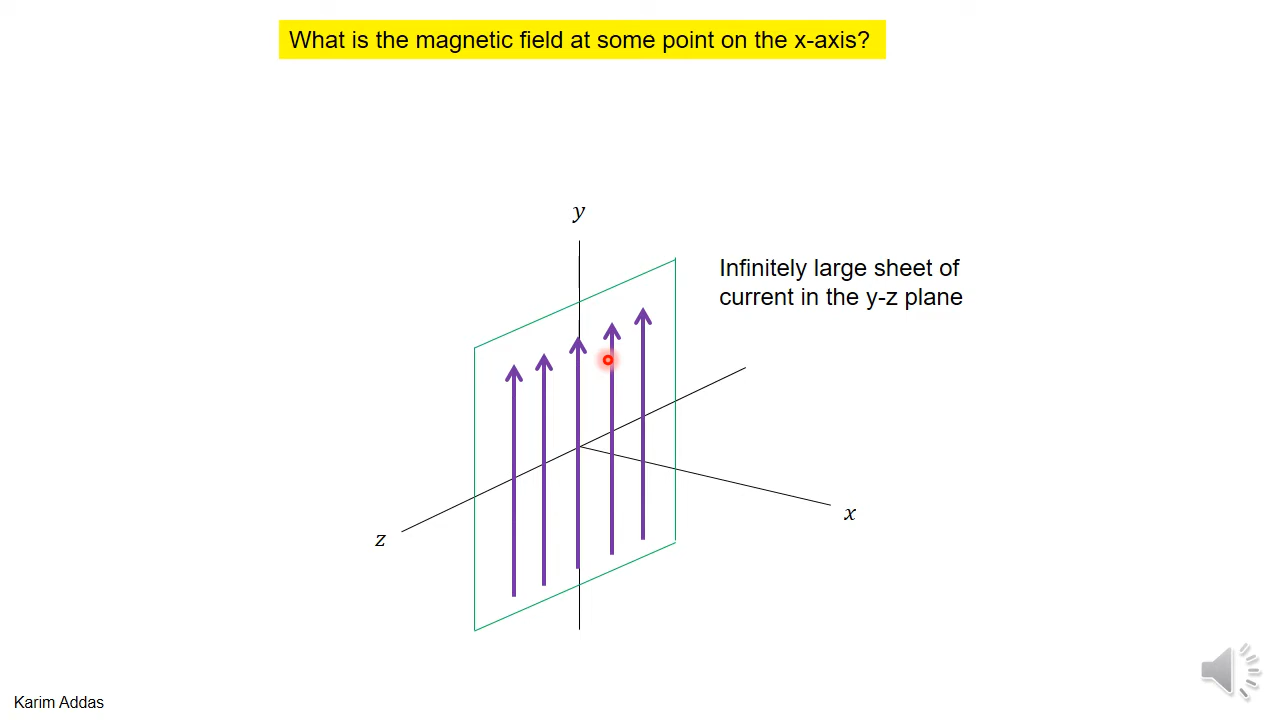 What is the magnetic field at some point on the x-axis?
y
Infinitely large sheet of
current in the y-z plane
x
z
Karim Addas